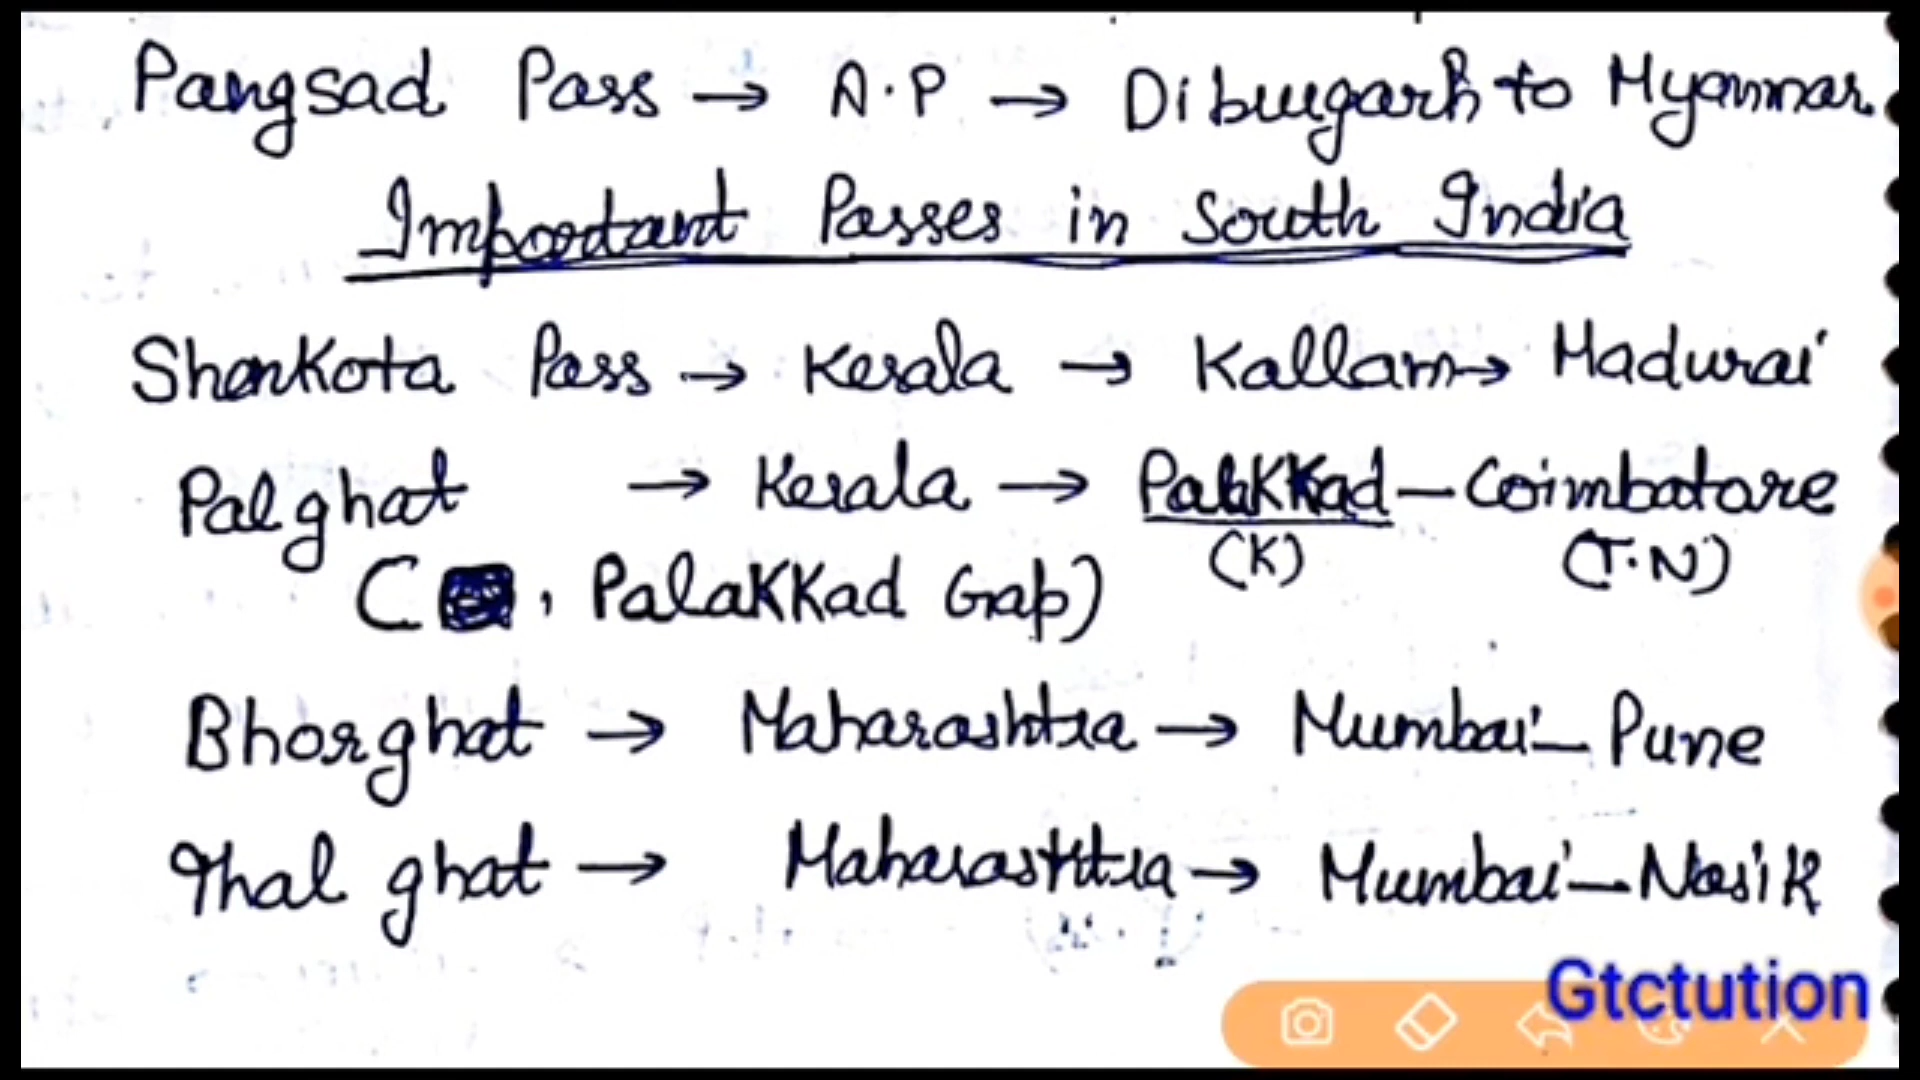 Pangsad Pass → A.P → Dibrugarh to Myanmar
Important Passes in South India
Shenkota Pass → Kerala → Kallam → Madurai
Palghat → Kerala → Palakkad – Coimbatore
(K) (T.N)
( , Palakkad Gap)
Bhorghat → Maharashtra → Mumbai – Pune
Thal ghat → Maharashtra → Mumbai – Nasik
Gtctution